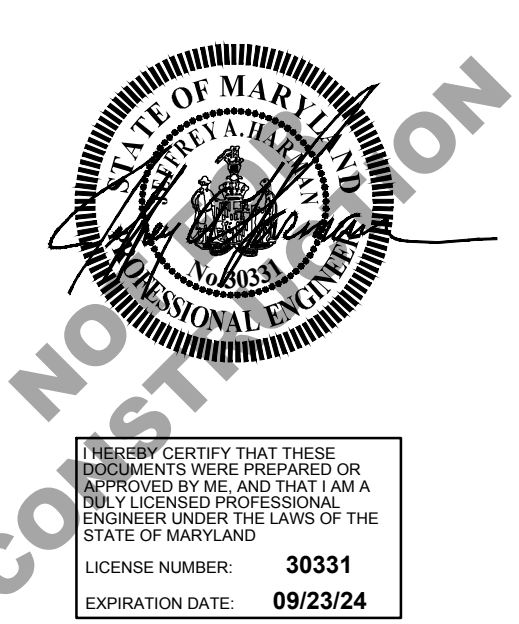 STATE OF MARYLAND
JEFFREY A. HARMAN
No. 30331
PROFESSIONAL ENGINEER
NOT FOR
CONSTRUCTION
I HEREBY CERTIFY THAT THESE
DOCUMENTS WERE PREPARED OR
APPROVED BY ME, AND THAT I AM A
DULY LICENSED PROFESSIONAL
ENGINEER UNDER THE LAWS OF THE
STATE OF MARYLAND
LICENSE NUMBER: 30331
EXPIRATION DATE: 09/23/24